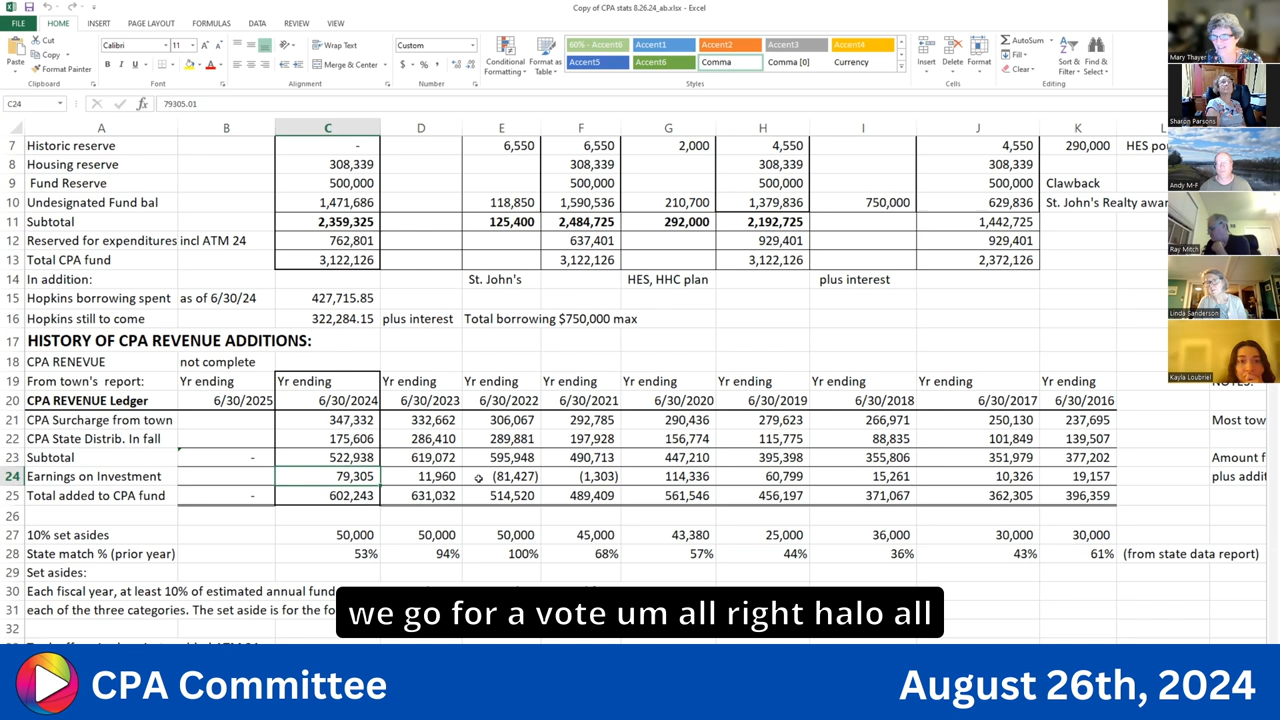 Copy of CPA stats 8.26.24_ab.xlsx - Excel
FILE HOME INSERT PAGE LAYOUT FORMULAS DATA REVIEW VIEW
Cut Calibri 11 Wrap Text Custom 60% - Accent6 Accent1 Accent2 Accent3 Accent4 AutoSum
Copy
Paste Format Painter B I U Merge & Center $ % Conditional Formatting Format as Table Accent5 Accent6 Comma Comma [0] Currency Insert Delete Format Fill Clear Sort & Filter Find & Select
Clipboard Font Alignment Number Styles Cells Editing
C24 fx 79305.01
A B C D E F G H I J K L
7 Historic reserve - 6,550 6,550 2,000 4,550 4,550 290,000 HES po
8 Housing reserve 308,339 308,339 308,339 308,339
9 Fund Reserve 500,000 500,000 500,000 500,000 Clawback
10 Undesignated Fund bal 1,471,686 118,850 1,590,536 210,700 1,379,836 750,000 629,836 St. John's Realty awar
11 Subtotal 2,359,325 125,400 2,484,725 292,000 2,192,725 1,442,725
12 Reserved for expenditures incl ATM 24 762,801 637,401 929,401 929,401
13 Total CPA fund 3,122,126 3,122,126 3,122,126 2,372,126
14 In addition: St. John's HES, HHC plan plus interest
15 Hopkins borrowing spent as of 6/30/24 427,715.85
16 Hopkins still to come 322,284.15 plus interest Total borrowing $750,000 max
17 HISTORY OF CPA REVENUE ADDITIONS:
18 CPA RENEVUE not complete
19 From town's report: Yr ending Yr ending Yr ending Yr ending Yr ending Yr ending Yr ending Yr ending Yr ending Yr ending
20 CPA REVENUE Ledger 6/30/2025 6/30/2024 6/30/2023 6/30/2022 6/30/2021 6/30/2020 6/30/2019 6/30/2018 6/30/2017 6/30/2016
21 CPA Surcharge from town 347,332 332,662 306,067 292,785 290,436 279,623 266,971 250,130 237,695 Most tow
22 CPA State Distrib. In fall 175,606 286,410 289,881 197,928 156,774 115,775 88,835 101,849 139,507
23 Subtotal - 522,938 619,072 595,948 490,713 447,210 395,398 355,806 351,979 377,202 Amount f
24 Earnings on Investment 79,305 11,960 (81,427) (1,303) 114,336 60,799 15,261 10,326 19,157 plus addit
25 Total added to CPA fund - 602,243 631,032 514,520 489,409 561,546 456,197 371,067 362,305 396,359
26
27 10% set asides 50,000 50,000 50,000 45,000 43,380 25,000 36,000 30,000 30,000
28 State match % (prior year) 53% 94% 100% 68% 57% 44% 36% 43% 61% (from state data report)
29 Set asides:
30 Each fiscal year, at least 10% of estimated annual fund
31 each of the three categories. The set aside is for the fo
32
we go for a vote um all right halo all
Mary Thayer
Sharon Parsons
Andy M-F
Ray Mitch
Linda Sanderson
Kayla Loubriel
CPA Committee
August 26th, 2024